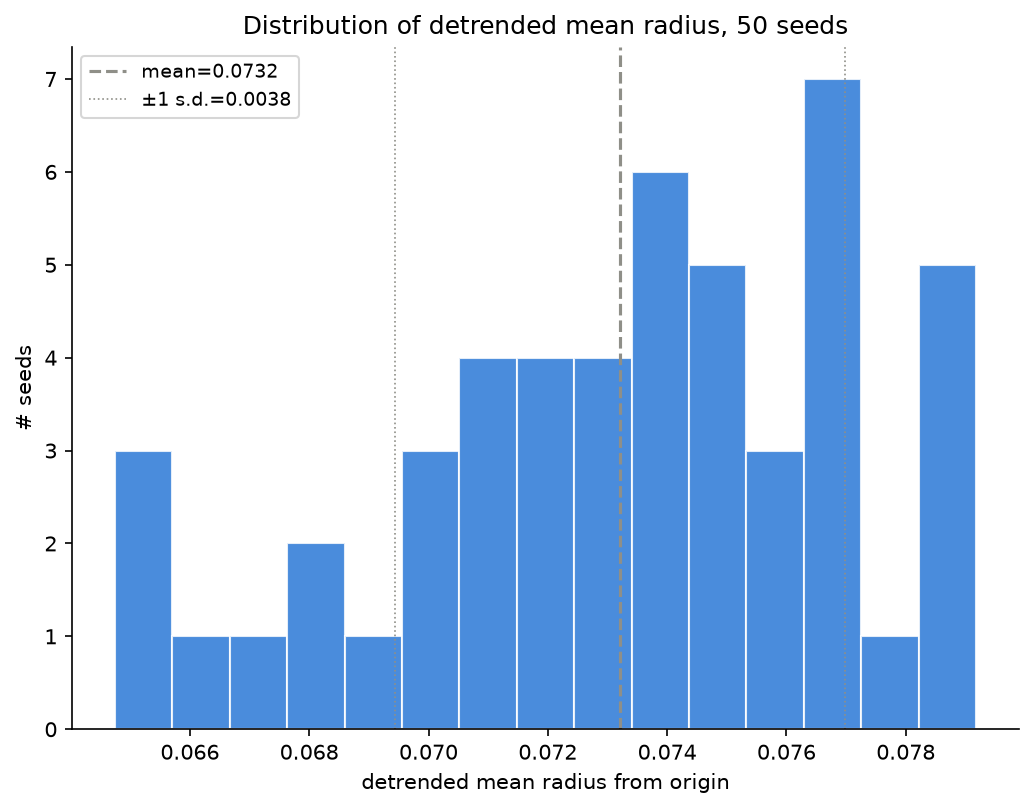 Distribution of detrended mean radius, 50 seeds
mean=0.0732
±1 s.d.=0.0038
7
6
5
4
3
2
1
0
# seeds
0.066 0.068 0.070 0.072 0.074 0.076 0.078
detrended mean radius from origin